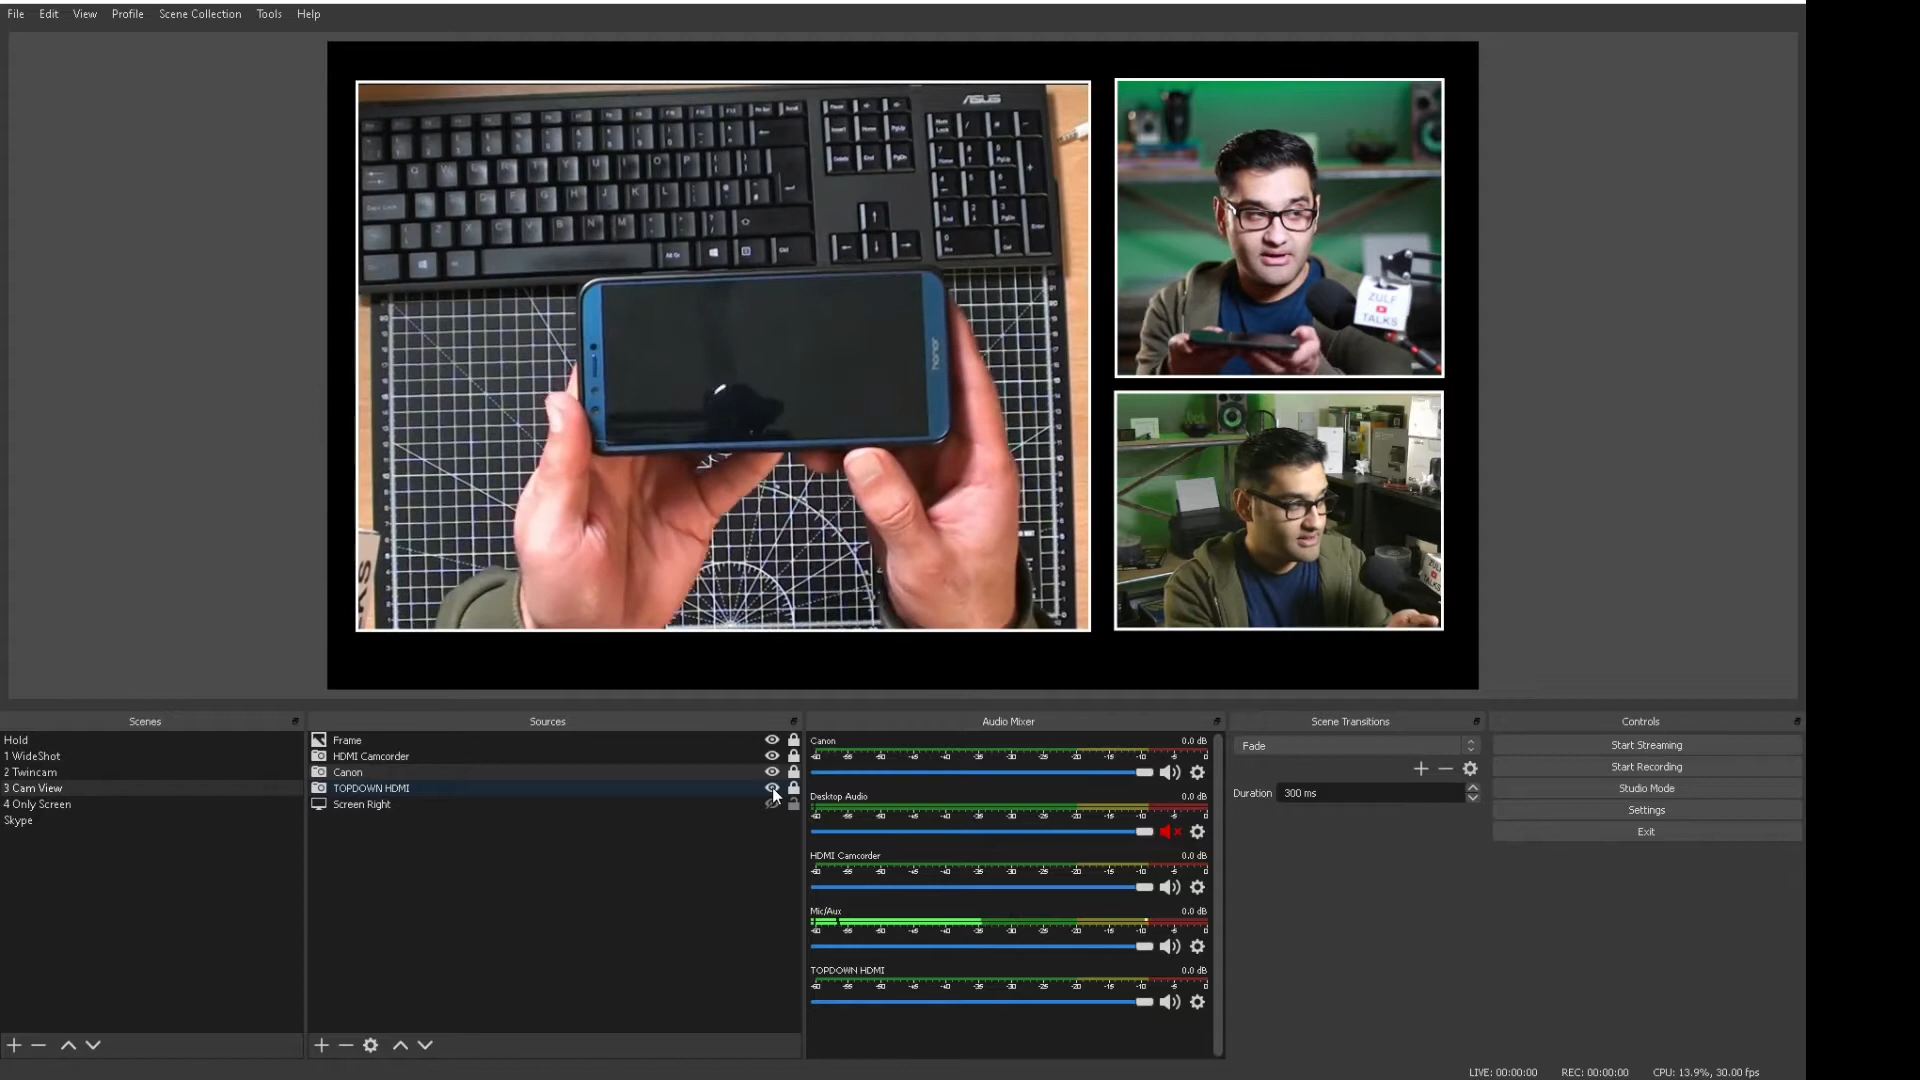 File Edit View Profile Scene Collection Tools Help
ASUS
honor
ZULF
TALKS
Scenes
Hold
1 WideShot
2 Twincam
3 Cam View
4 Only Screen
Skype
Sources
Frame
HDMI Camcorder
Canon
TOPDOWN HDMI
Screen Right
Audio Mixer
Canon 0.0 dB
Desktop Audio 0.0 dB
HDMI Camcorder 0.0 dB
Mic/Aux 0.0 dB
TOPDOWN HDMI 0.0 dB
Scene Transitions
Fade
Duration 300 ms
Controls
Start Streaming
Start Recording
Studio Mode
Settings
Exit
LIVE: 00:00:00 REC: 00:00:00 CPU: 13.9%, 30.00 fps